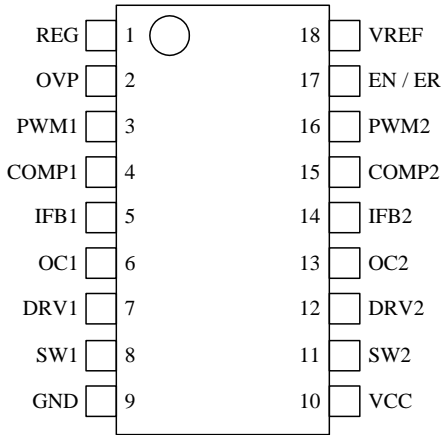 REG 1 18 VREF
OVP 2 17 EN / ER
PWM1 3 16 PWM2
COMP1 4 15 COMP2
IFB1 5 14 IFB2
OC1 6 13 OC2
DRV1 7 12 DRV2
SW1 8 11 SW2
GND 9 10 VCC